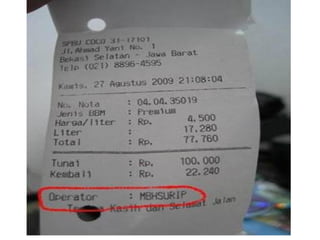 SPBU COCO 31-17101
Jl.Ahmad Yani No. 1
Bekasi Selatan - Jawa Barat
Telp (021) 8896-4595
Kamis, 27 Agustus 2009 21:08:04
No. Nota : 04.04.35019
Jenis BBM : Premium
Harga/liter : Rp. 4.500
Liter : 17.280
Total : Rp. 77.760
Tunai : Rp. 100.000
Kembali : Rp. 22.240
Operator : MBHSURIP
Terima Kasih dan Selamat Jalan